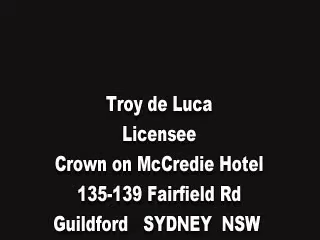 Troy de Luca
Licensee
Crown on McCredie Hotel
135-139 Fairfield Rd
Guildford   SYDNEY  NSW